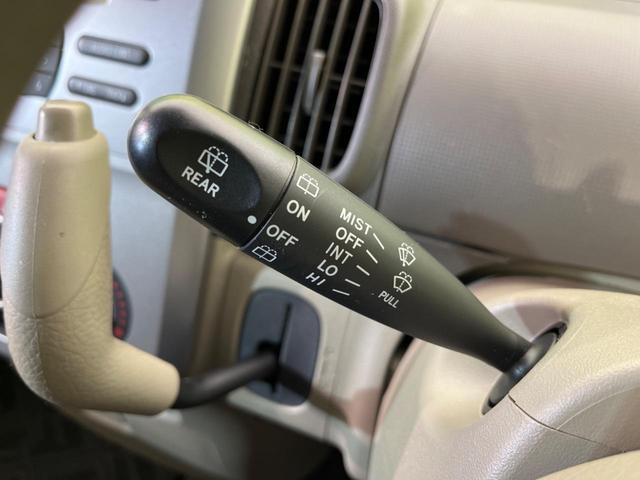 REAR
ON
OFF
MIST
OFF
INT
LO
HI
PULL